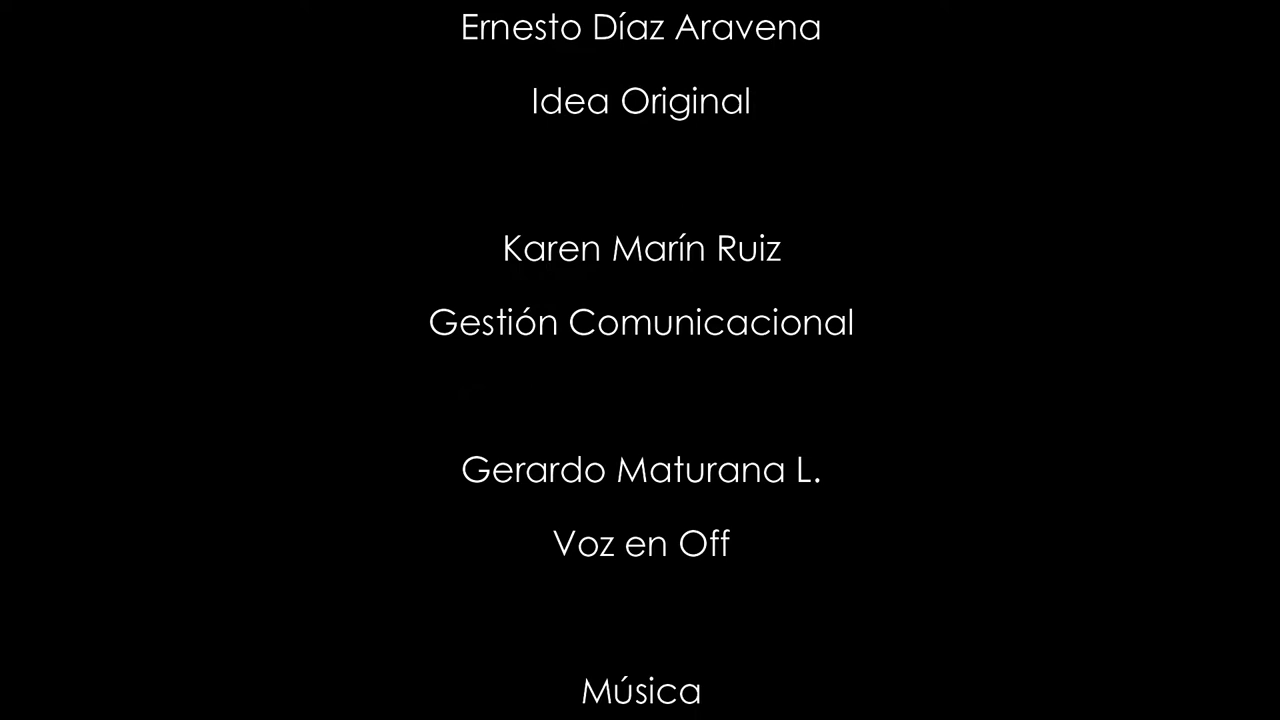 Ernesto Díaz Aravena
Idea Original
Karen Marín Ruiz
Gestión Comunicacional
Gerardo Maturana L.
Voz en Off
Música